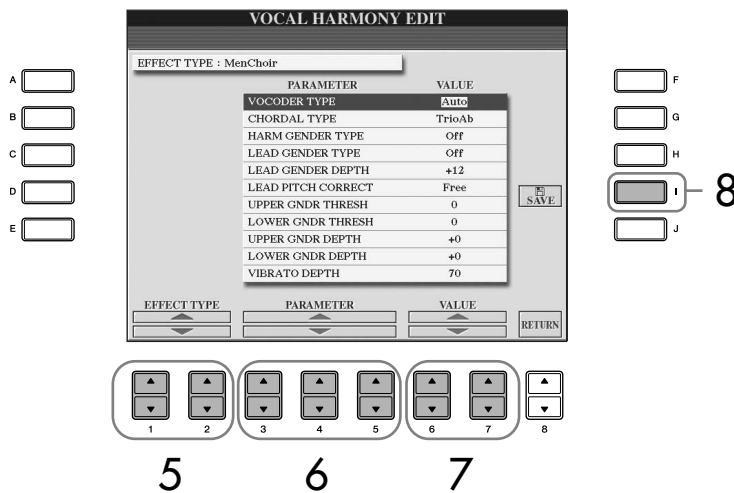 VOCAL HARMONY EDIT
EFFECT TYPE : MenChoir
PARAMETER VALUE
VOCODER TYPE Auto
CHORDAL TYPE TrioAb
HARM GENDER TYPE Off
LEAD GENDER TYPE Off
LEAD GENDER DEPTH +12
LEAD PITCH CORRECT Free
UPPER GNDR THRESH 0
LOWER GNDR THRESH 0
UPPER GNDR DEPTH +0
LOWER GNDR DEPTH +0
VIBRATO DEPTH 70
SAVE
EFFECT TYPE PARAMETER VALUE
RETURN
A
B
C
D
E
F
G
H
I 8
J
1 2 3 4 5 6 7 8
5 6 7